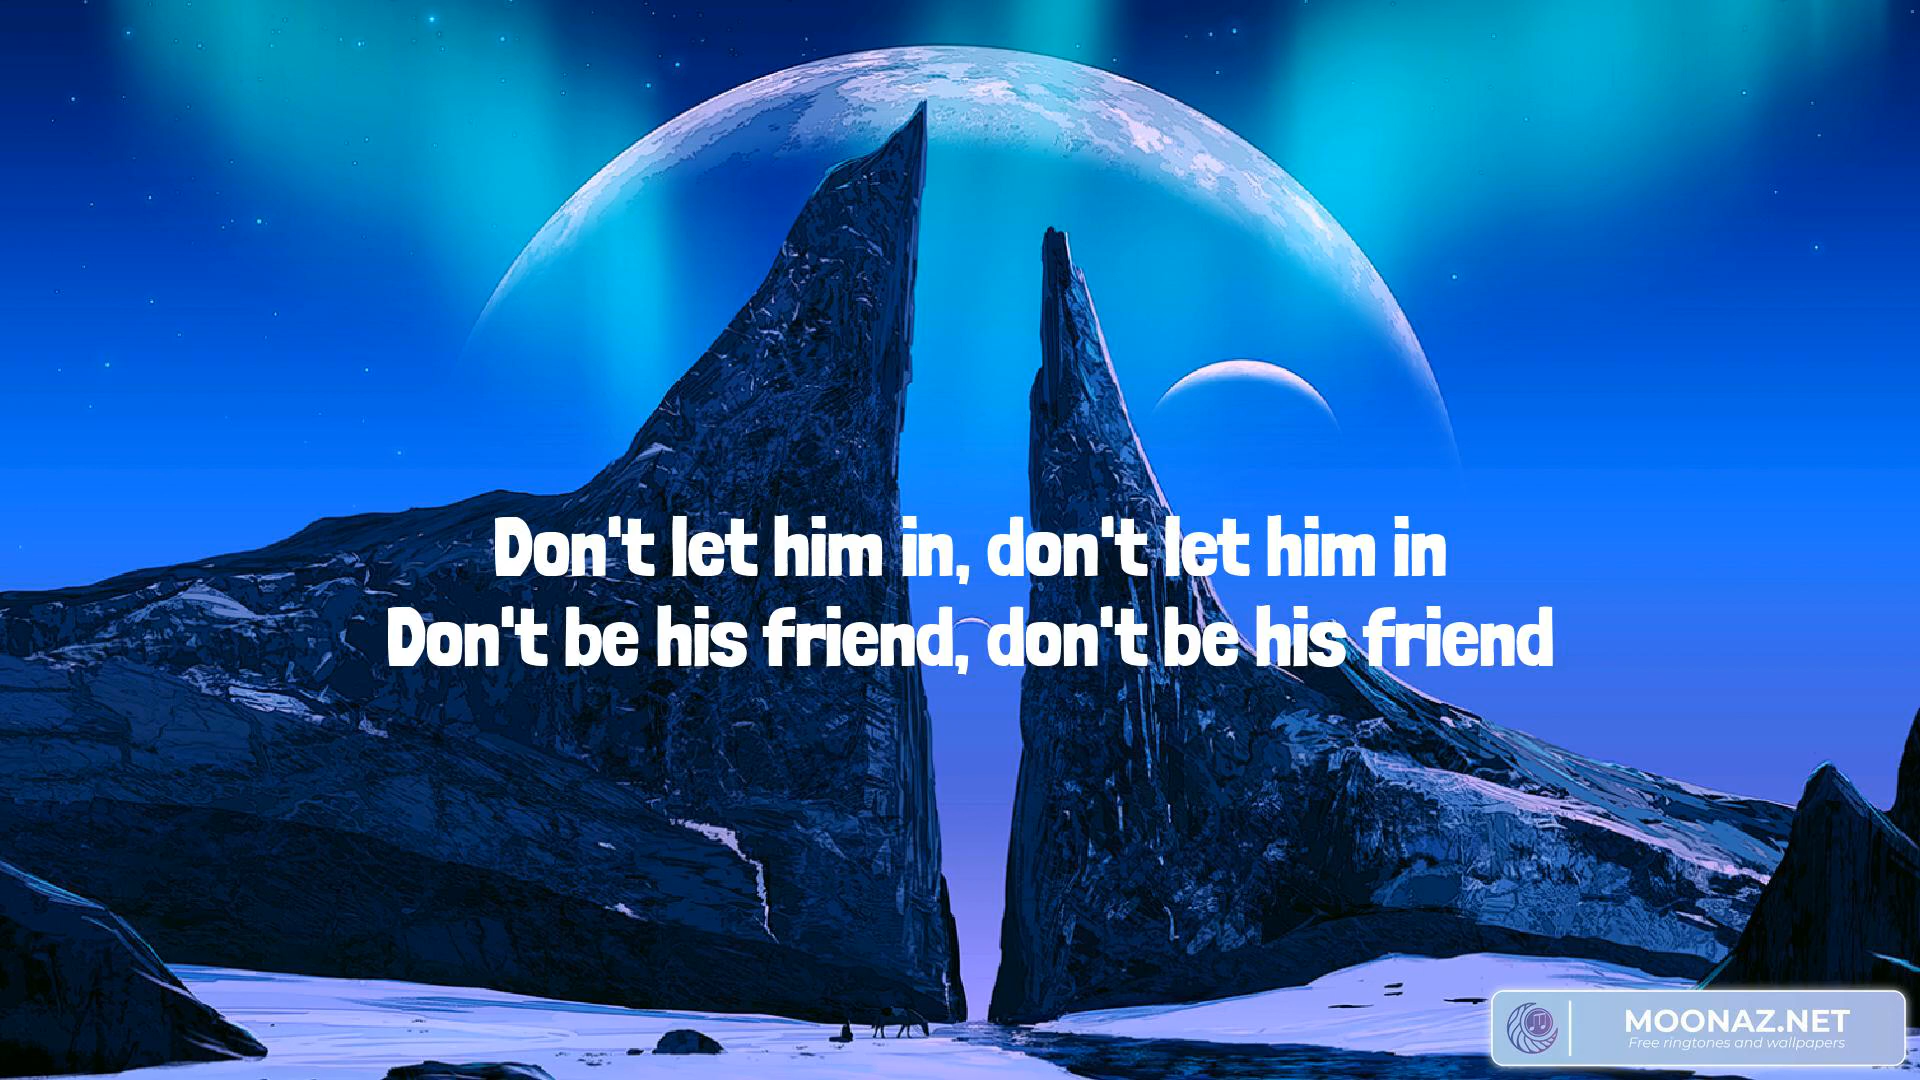 Don't let him in, don't let him in
Don't be his friend, don't be his friend
MOONAZ.NET
Free ringtones and wallpapers